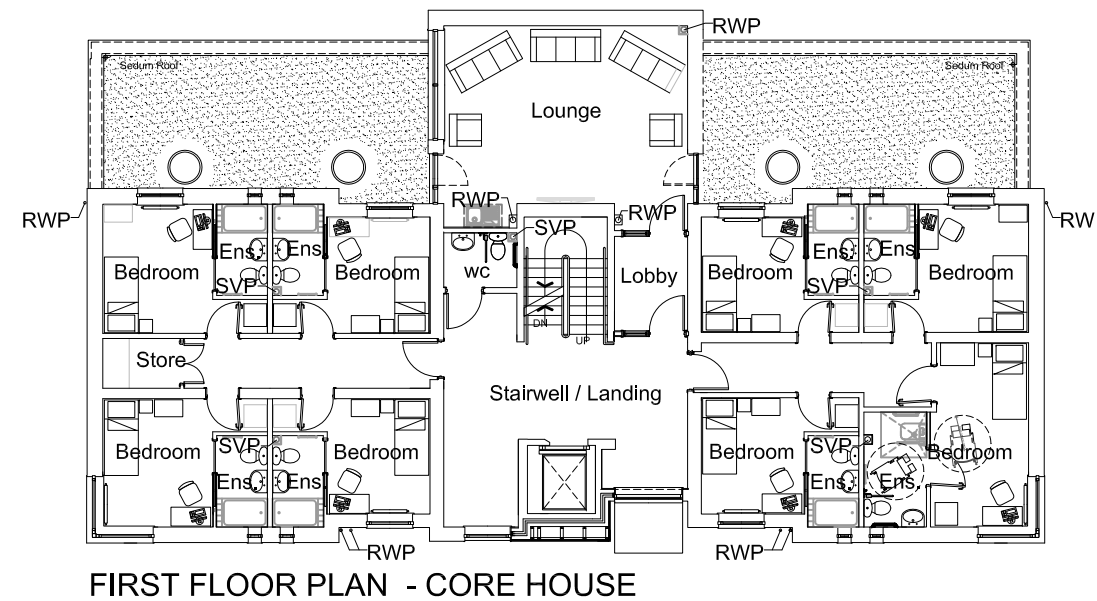 RWP
Sedum Roof
Sedum Roof
Lounge
RWP
RWP
RWP
RW
SVP
Ens.
Ens.
Ens.
Ens.
Bedroom
Bedroom
wc
Lobby
Bedroom
Bedroom
SVP
SVP
DN
UP
Store
Stairwell / Landing
SVP
SVP
Bedroom
Bedroom
Bedroom
Bedroom
Ens.
Ens.
Ens.
Ens.
RWP
RWP
FIRST FLOOR PLAN - CORE HOUSE